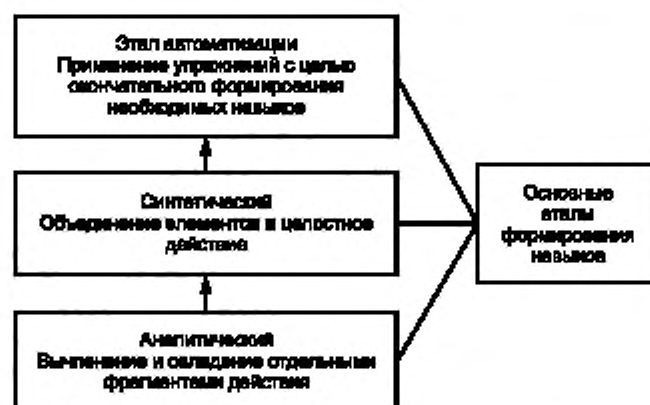 Этап автоматизации
Применение упражнений с целью
окончательного формирования
необходимых навыков
Синтетический
Объединение элементов в целостное
действие
Основные
этапы
формирования
навыков
Аналитический
Вычленение и овладение отдельными
фрагментами действия